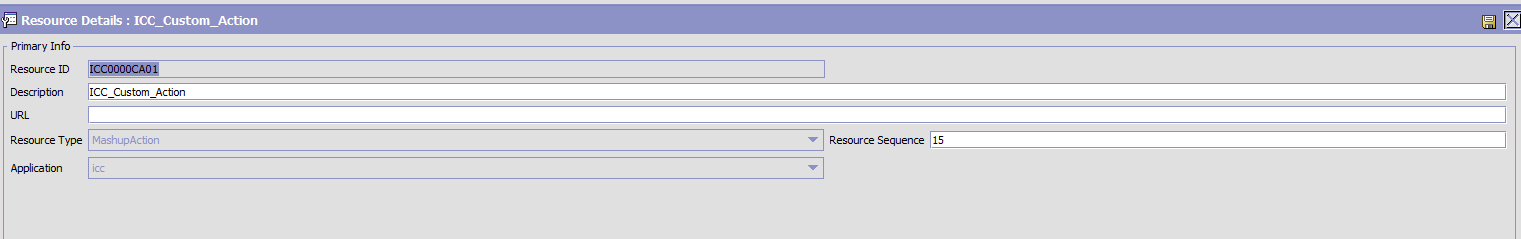 Resource Details : ICC_Custom_Action
Primary Info
Resource ID ICC0000CA01
Description ICC_Custom_Action
URL
Resource Type MashupAction Resource Sequence 15
Application icc